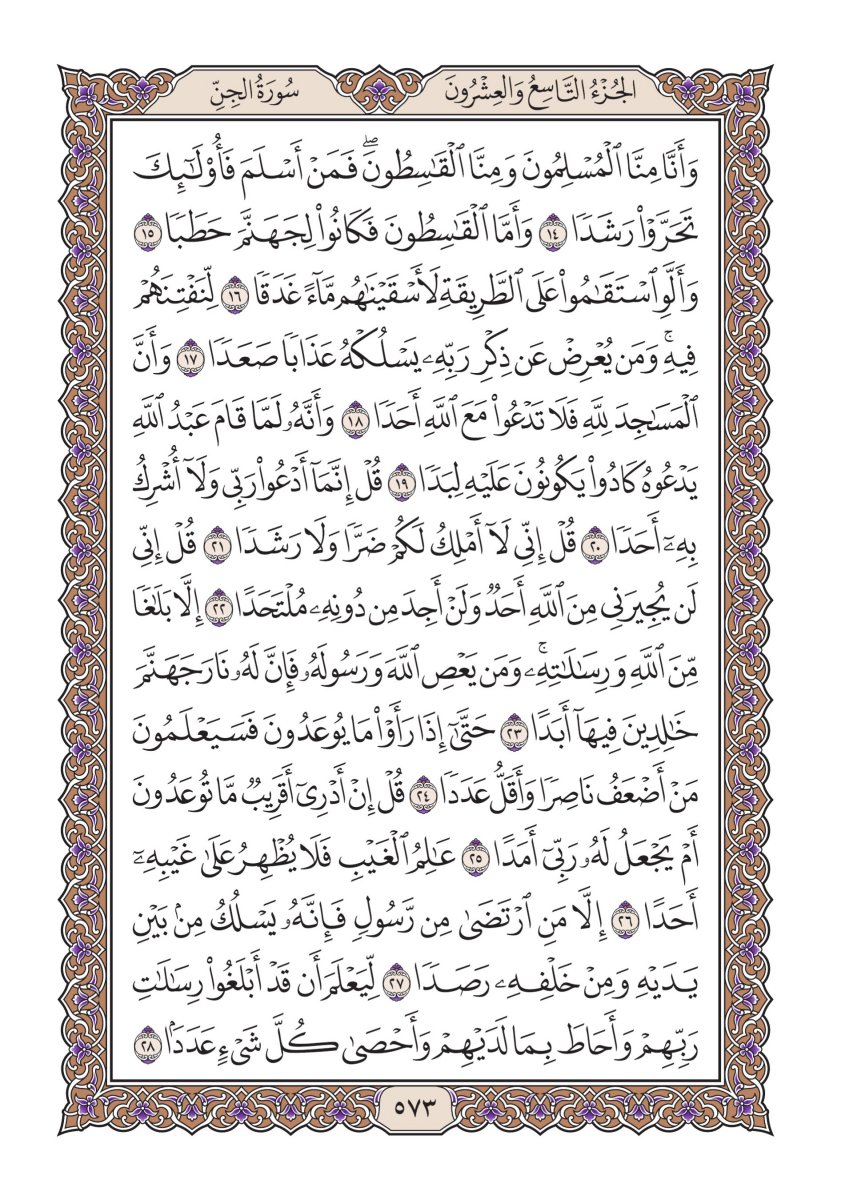 الجُزْءُ التَّاسِعُ وَالعِشْرُونَ
سُورَةُ الجِنِّ
وَأَنَّا مِنَّا ٱلۡمُسۡلِمُونَ وَمِنَّا ٱلۡقَٰسِطُونَۖ فَمَنۡ أَسۡلَمَ فَأُوْلَٰٓئِكَ
تَحَرَّوۡاْ رَشَدٗا ١٤ وَأَمَّا ٱلۡقَٰسِطُونَ فَكَانُواْ لِجَهَنَّمَ حَطَبٗا ١٥
وَأَلَّوِ ٱسۡتَقَٰمُواْ عَلَى ٱلطَّرِيقَةِ لَأَسۡقَيۡنَٰهُم مَّآءً غَدَقٗا ١٦ لِّنَفۡتِنَهُمۡ
فِيهِۚ وَمَن يُعۡرِضۡ عَن ذِكۡرِ رَبِّهِۦ يَسۡلُكۡهُ عَذَابٗا صَعَدٗا ١٧ وَأَنَّ
ٱلۡمَسَٰجِدَ لِلَّهِ فَلَا تَدۡعُواْ مَعَ ٱللَّهِ أَحَدٗا ١٨ وَأَنَّهُۥ لَمَّا قَامَ عَبۡدُ ٱللَّهِ
يَدۡعُوهُ كَادُواْ يَكُونُونَ عَلَيۡهِ لِبَدٗا ١٩ قُلۡ إِنَّمَآ أَدۡعُواْ رَبِّي وَلَآ أُشۡرِكُ
بِهِۦٓ أَحَدٗا ٢٠ قُلۡ إِنِّي لَآ أَمۡلِكُ لَكُمۡ ضَرّٗا وَلَا رَشَدٗا ٢١ قُلۡ إِنِّي
لَن يُجِيرَنِي مِنَ ٱللَّهِ أَحَدٞ وَلَنۡ أَجِدَ مِن دُونِهِۦ مُلۡتَحَدًا ٢٢ إِلَّا بَلَٰغٗا
مِّنَ ٱللَّهِ وَرِسَٰلَٰتِهِۦۚ وَمَن يَعۡصِ ٱللَّهَ وَرَسُولَهُۥ فَإِنَّ لَهُۥ نَارَ جَهَنَّمَ
خَٰلِدِينَ فِيهَآ أَبَدًا ٢٣ حَتَّىٰٓ إِذَا رَأَوۡاْ مَا يُوعَدُونَ فَسَيَعۡلَمُونَ
مَنۡ أَضۡعَفُ نَاصِرٗا وَأَقَلُّ عَدَدٗا ٢٤ قُلۡ إِنۡ أَدۡرِيٓ أَقَرِيبٞ مَّا تُوعَدُونَ
أَمۡ يَجۡعَلُ لَهُۥ رَبِّيٓ أَمَدًا ٢٥ عَٰلِمُ ٱلۡغَيۡبِ فَلَا يُظۡهِرُ عَلَىٰ غَيۡبِهِۦٓ
أَحَدًا ٢٦ إِلَّا مَنِ ٱرۡتَضَىٰ مِن رَّسُولٖ فَإِنَّهُۥ يَسۡلُكُ مِنۢ بَيۡنِ
يَدَيۡهِ وَمِنۡ خَلۡفِهِۦ رَصَدٗا ٢٧ لِّيَعۡلَمَ أَن قَدۡ أَبۡلَغُواْ رِسَٰلَٰتِ
رَبِّهِمۡ وَأَحَاطَ بِمَا لَدَيۡهِمۡ وَأَحۡصَىٰ كُلَّ شَيۡءٍ عَدَدَۢا ٢٨
٥٧٣